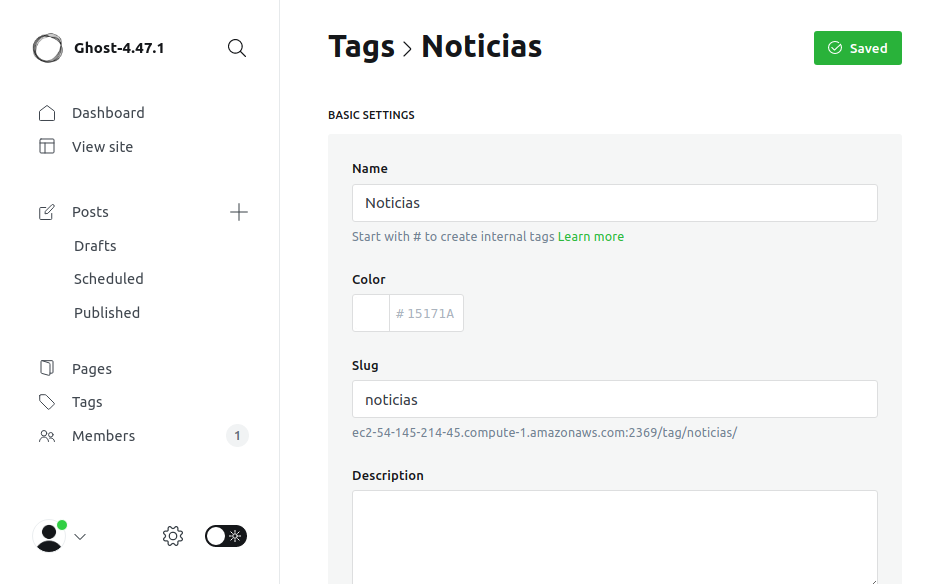 Ghost-4.47.1
Dashboard
View site
Posts
Drafts
Scheduled
Published
Pages
Tags
Members 1
Tags > Noticias
Saved
BASIC SETTINGS
Name
Noticias
Start with # to create internal tags Learn more
Color
# 15171A
Slug
noticias
ec2-54-145-214-45.compute-1.amazonaws.com:2369/tag/noticias/
Description